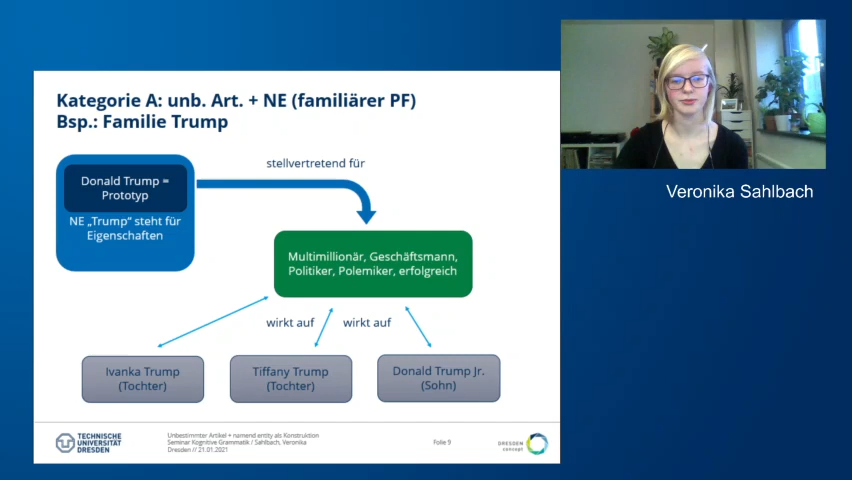 Kategorie A: unb. Art. + NE (familiärer PF)
Bsp.: Familie Trump
stellvertretend für
Donald Trump =
Prototyp
NE „Trump“ steht für
Eigenschaften
Multimillionär, Geschäftsmann,
Politiker, Polemiker, erfolgreich
wirkt auf
wirkt auf
Ivanka Trump
(Tochter)
Tiffany Trump
(Tochter)
Donald Trump Jr.
(Sohn)
TECHNISCHE
UNIVERSITÄT
DRESDEN
Unbestimmter Artikel + namend entity als Konstruktion
Seminar Kognitive Grammatik / Sahlbach, Veronika
Dresden // 21.01.2021
Folie 9
DRESDEN
concept
Veronika Sahlbach